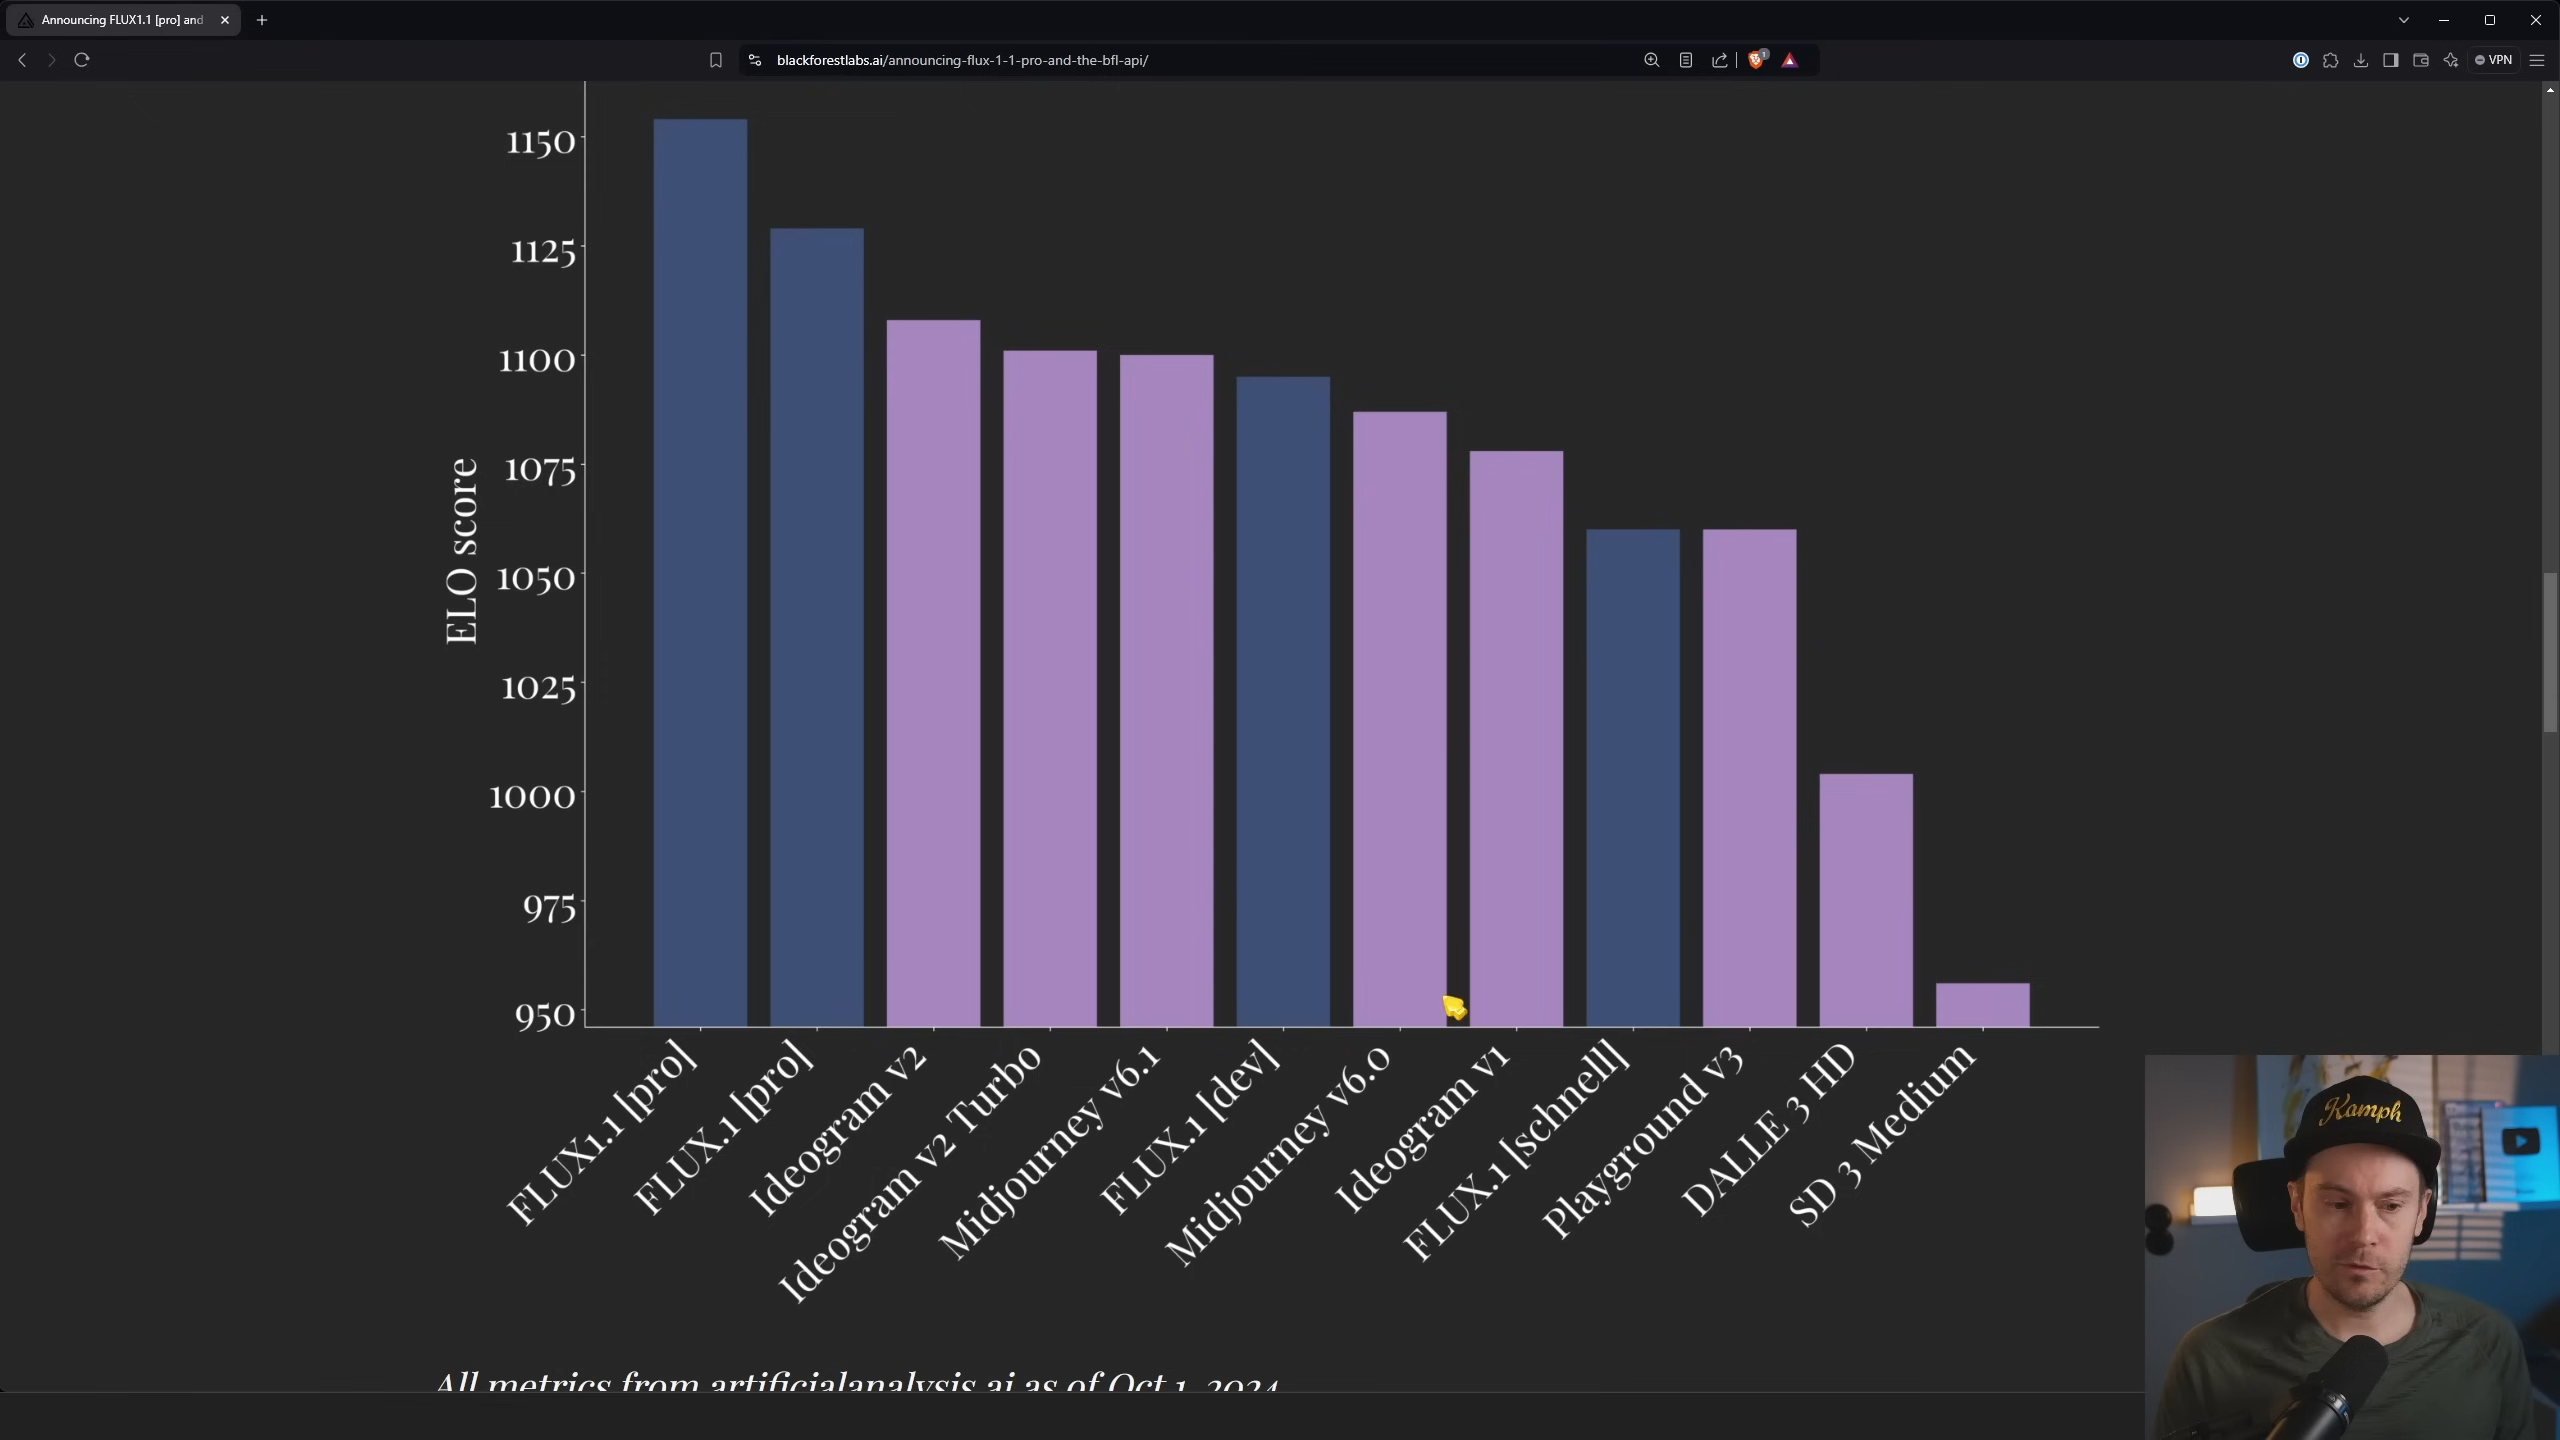 Announcing FLUX1.1 [pro] and
blackforestlabs.ai/announcing-flux-1-1-pro-and-the-bfl-api/
1
VPN
1150
1125
1100
1075
1050
1025
1000
975
950
ELO score
FLUX1.1 [pro]
FLUX.1 [pro]
Ideogram v2
Ideogram v2 Turbo
Midjourney v6.1
FLUX.1 [dev]
Midjourney v6.0
Ideogram v1
FLUX.1 [schnell]
Playground v3
DALLE 3 HD
SD 3 Medium
All metrics from artificialanalysis.ai as of Oct 1, 2024
Kamph